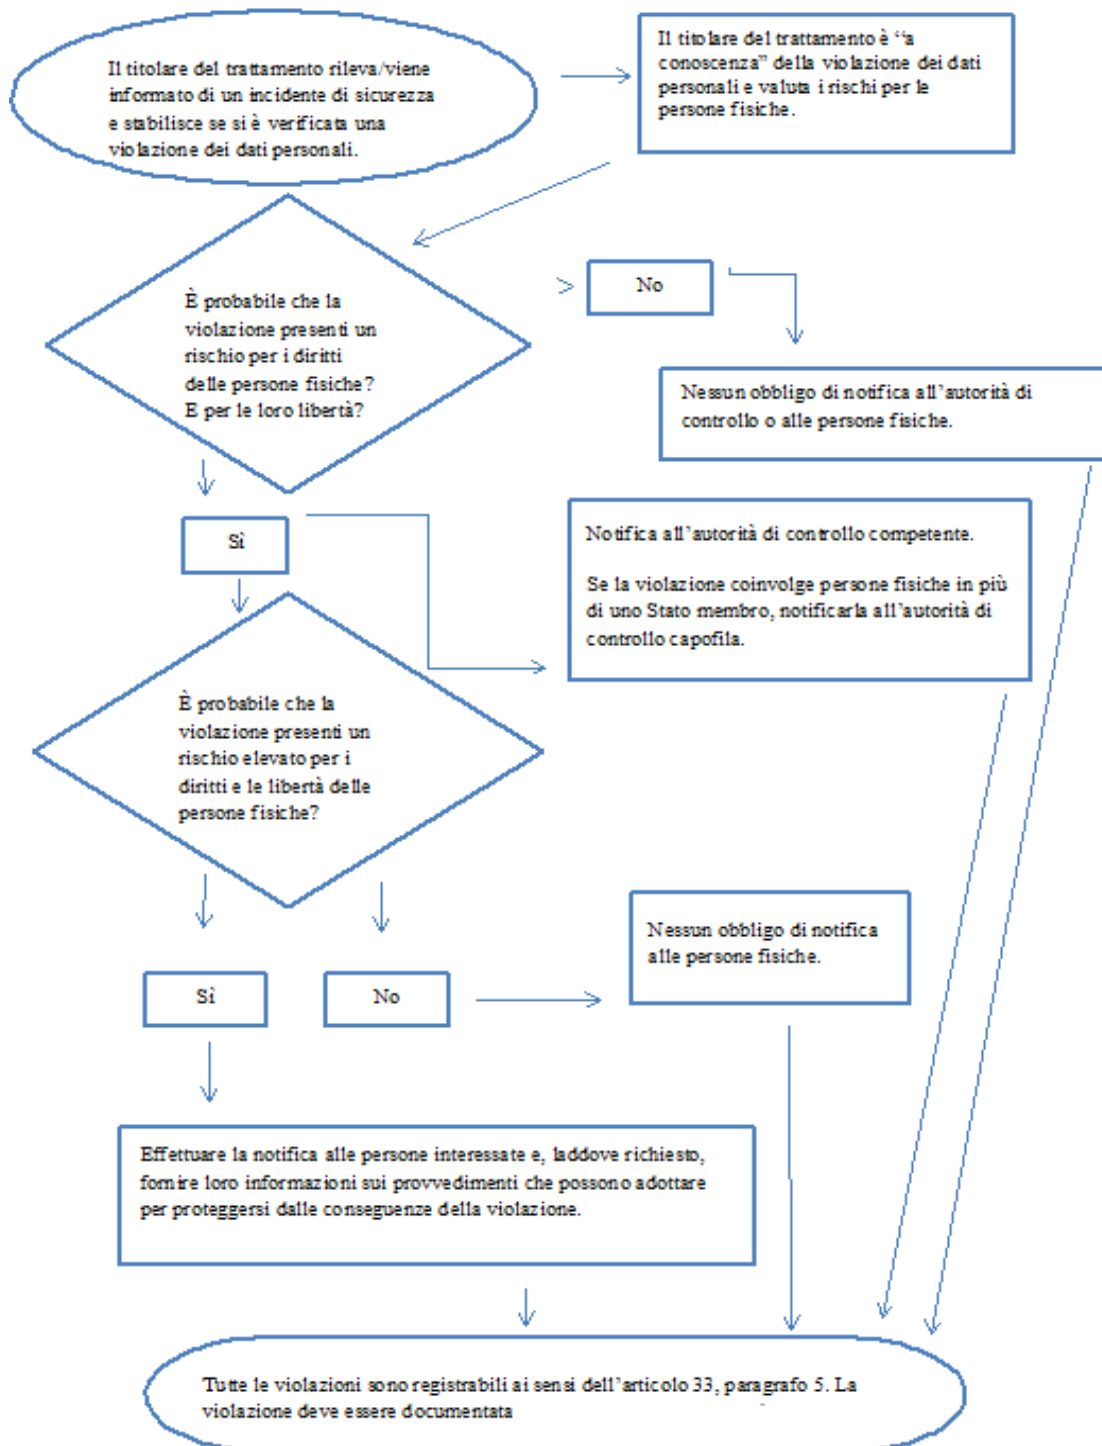 Il titolare del trattamento rileva/viene
informato di un incidente di sicurezza
e stabilisce se si è verificata una
violazione dei dati personali.
Il titolare del trattamento è “a
conoscenza” della violazione dei dati
personali e valuta i rischi per le
persone fisiche.
È probabile che la
violazione presenti un
rischio per i diritti
delle persone fisiche?
E per le loro libertà?
No
Nessun obbligo di notifica all’autorità di
controllo o alle persone fisiche.
Sì
Notifica all’autorità di controllo competente.
Se la violazione coinvolge persone fisiche in più
di uno Stato membro, notificarla all’autorità di
controllo capofila.
È probabile che la
violazione presenti un
rischio elevato per i
diritti e le libertà delle
persone fisiche?
Nessun obbligo di notifica
alle persone fisiche.
Sì
No
Effettuare la notifica alle persone interessate e, laddove richiesto,
fornire loro informazioni sui provvedimenti che possono adottare
per proteggersi dalle conseguenze della violazione.
Tutte le violazioni sono registrabili ai sensi dell’articolo 33, paragrafo 5. La
violazione deve essere documentata